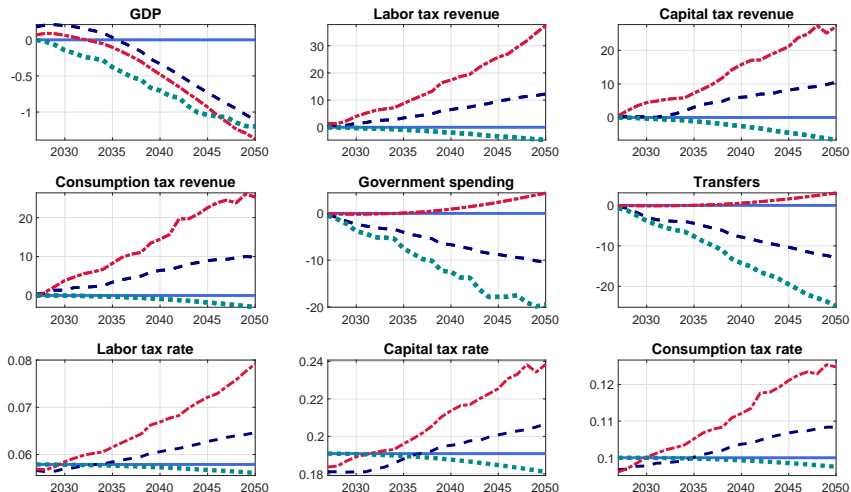 GDP
Labor tax revenue
Capital tax revenue
0
-0.5
-1
2030 2035 2040 2045 2050
30
20
10
0
2030 2035 2040 2045 2050
20
10
0
2030 2035 2040 2045 2050
Consumption tax revenue
Government spending
Transfers
20
10
0
2030 2035 2040 2045 2050
0
-10
-20
2030 2035 2040 2045 2050
0
-10
-20
2030 2035 2040 2045 2050
Labor tax rate
Capital tax rate
Consumption tax rate
0.08
0.07
0.06
2030 2035 2040 2045 2050
0.24
0.22
0.2
0.18
2030 2035 2040 2045 2050
0.12
0.11
0.1
2030 2035 2040 2045 2050